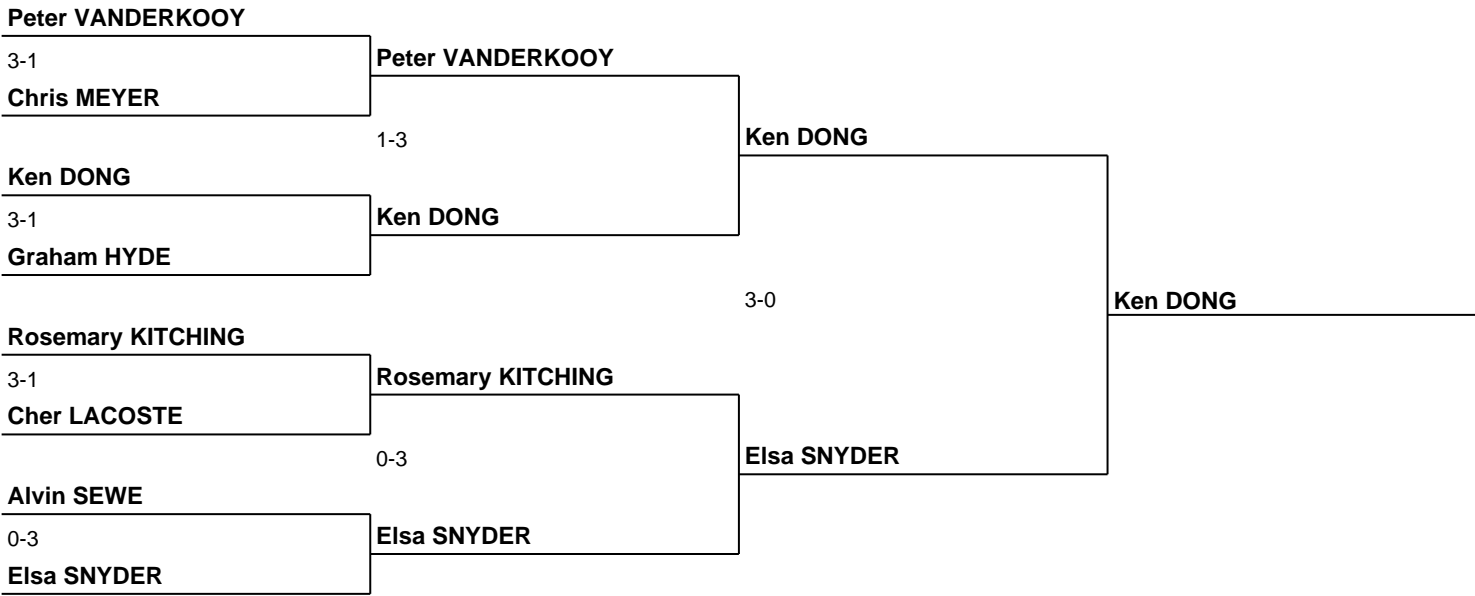 Peter VANDERKOOY
3-1
Peter VANDERKOOY
Chris MEYER
1-3
Ken DONG
Ken DONG
3-1
Ken DONG
Graham HYDE
3-0
Ken DONG
Rosemary KITCHING
3-1
Rosemary KITCHING
Cher LACOSTE
0-3
Elsa SNYDER
Alvin SEWE
0-3
Elsa SNYDER
Elsa SNYDER